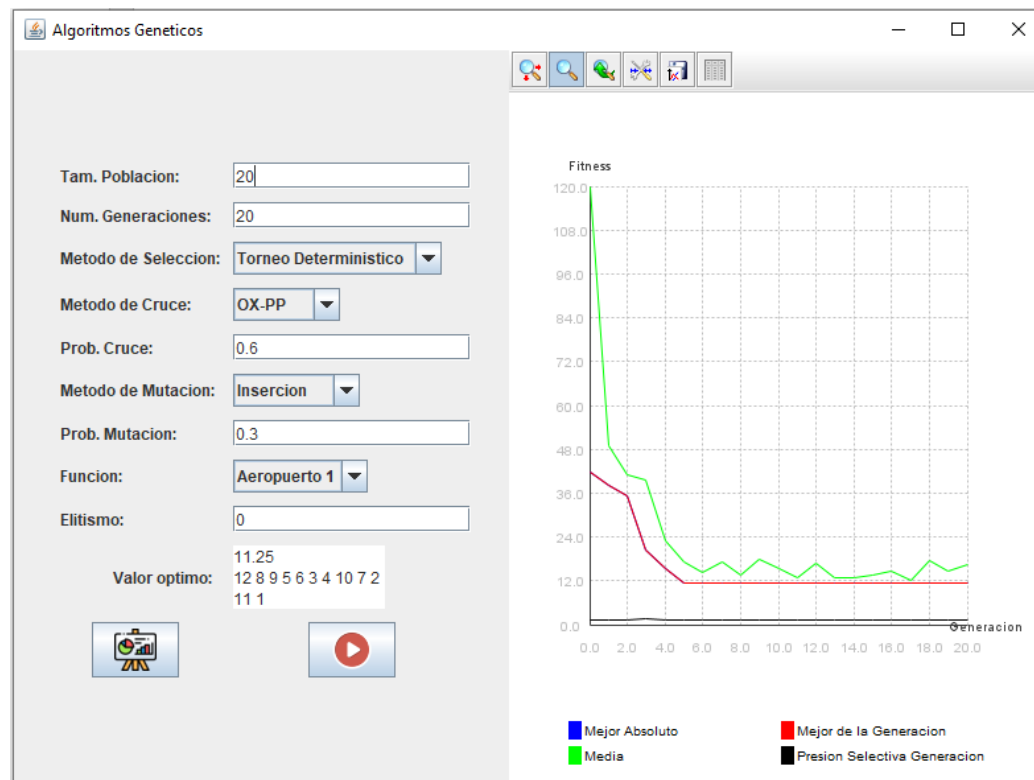 Algoritmos Geneticos
Tam. Poblacion: 20
Num. Generaciones: 20
Metodo de Seleccion: Torneo Deterministico
Metodo de Cruce: OX-PP
Prob. Cruce: 0.6
Metodo de Mutacion: Insercion
Prob. Mutacion: 0.3
Funcion: Aeropuerto 1
Elitismo: 0
Valor optimo:
11.25
12 8 9 5 6 3 4 10 7 2
11 1
Fitness
120.0
108.0
96.0
84.0
72.0
60.0
48.0
36.0
24.0
12.0
0.0
Generacion
0.0 2.0 4.0 6.0 8.0 10.0 12.0 14.0 16.0 18.0 20.0
Mejor Absoluto Mejor de la Generacion
Media Presion Selectiva Generacion